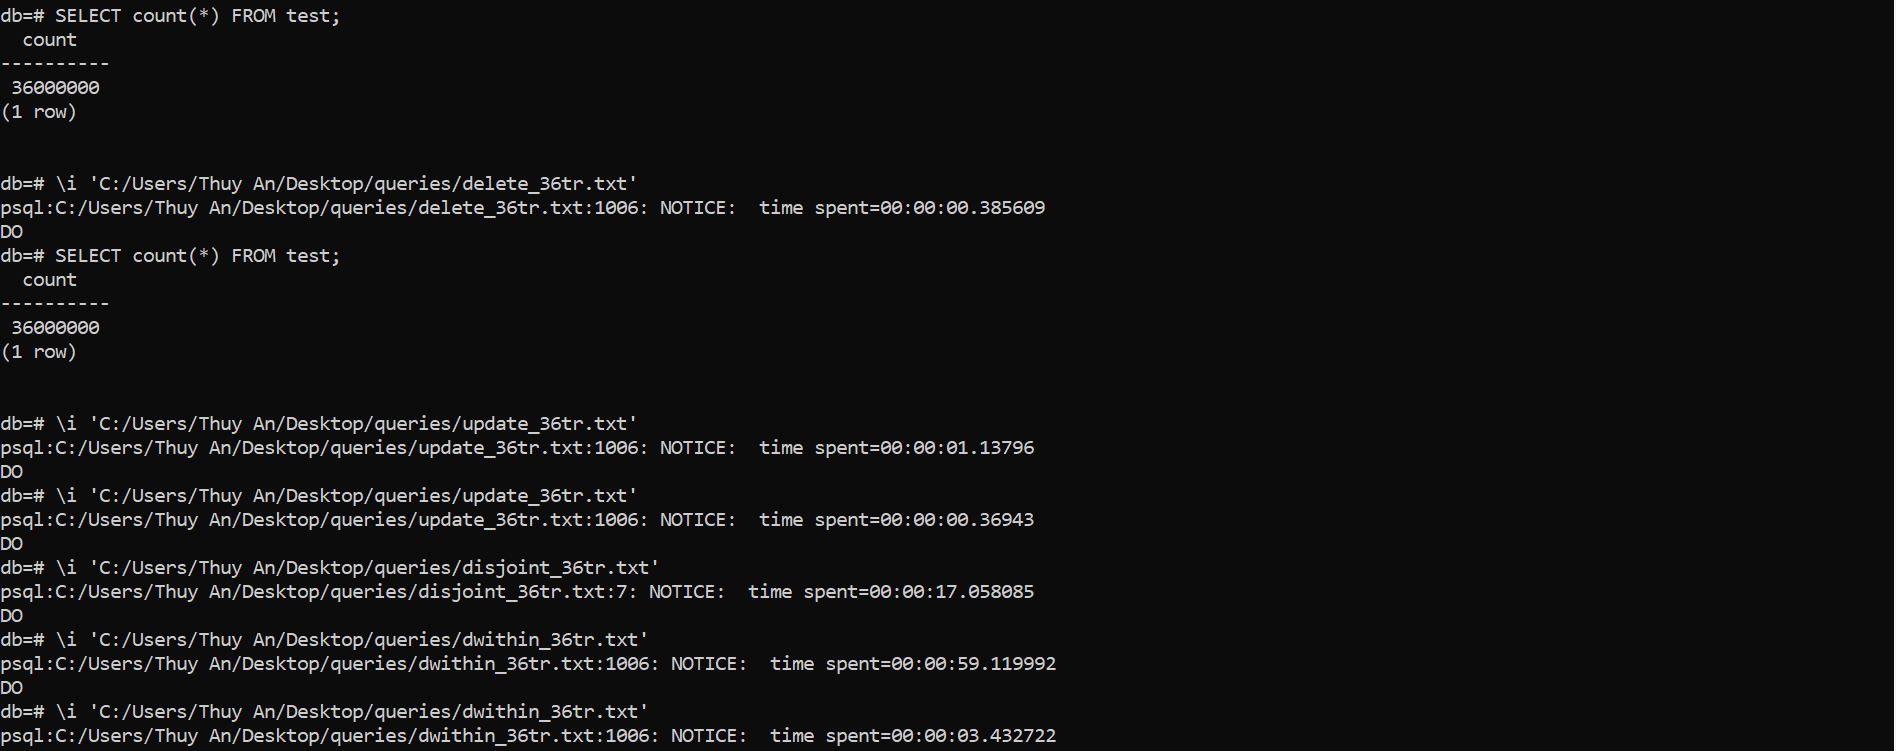 db=# SELECT count(*) FROM test;
  count
----------
 36000000
(1 row)
db=# \i 'C:/Users/Thuy An/Desktop/queries/delete_36tr.txt'
psql:C:/Users/Thuy An/Desktop/queries/delete_36tr.txt:1006: NOTICE:  time spent=00:00:00.385609
DO
db=# SELECT count(*) FROM test;
  count
----------
 36000000
(1 row)
db=# \i 'C:/Users/Thuy An/Desktop/queries/update_36tr.txt'
psql:C:/Users/Thuy An/Desktop/queries/update_36tr.txt:1006: NOTICE:  time spent=00:00:01.13796
DO
db=# \i 'C:/Users/Thuy An/Desktop/queries/update_36tr.txt'
psql:C:/Users/Thuy An/Desktop/queries/update_36tr.txt:1006: NOTICE:  time spent=00:00:00.36943
DO
db=# \i 'C:/Users/Thuy An/Desktop/queries/disjoint_36tr.txt'
psql:C:/Users/Thuy An/Desktop/queries/disjoint_36tr.txt:7: NOTICE:  time spent=00:00:17.058085
DO
db=# \i 'C:/Users/Thuy An/Desktop/queries/dwithin_36tr.txt'
psql:C:/Users/Thuy An/Desktop/queries/dwithin_36tr.txt:1006: NOTICE:  time spent=00:00:59.119992
DO
db=# \i 'C:/Users/Thuy An/Desktop/queries/dwithin_36tr.txt'
psql:C:/Users/Thuy An/Desktop/queries/dwithin_36tr.txt:1006: NOTICE:  time spent=00:00:03.432722